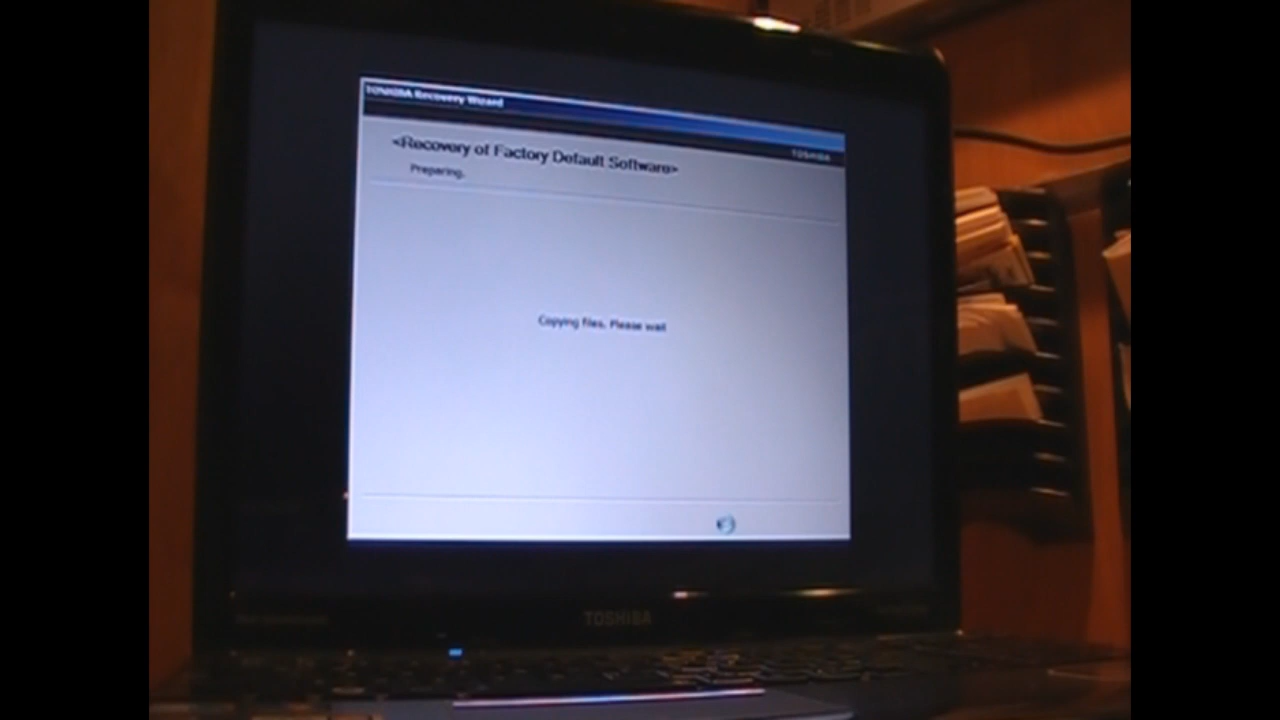 TOSHIBA Recovery Wizard
TOSHIBA
<Recovery of Factory Default Software>
Preparing.
Copying files. Please wait
TOSHIBA